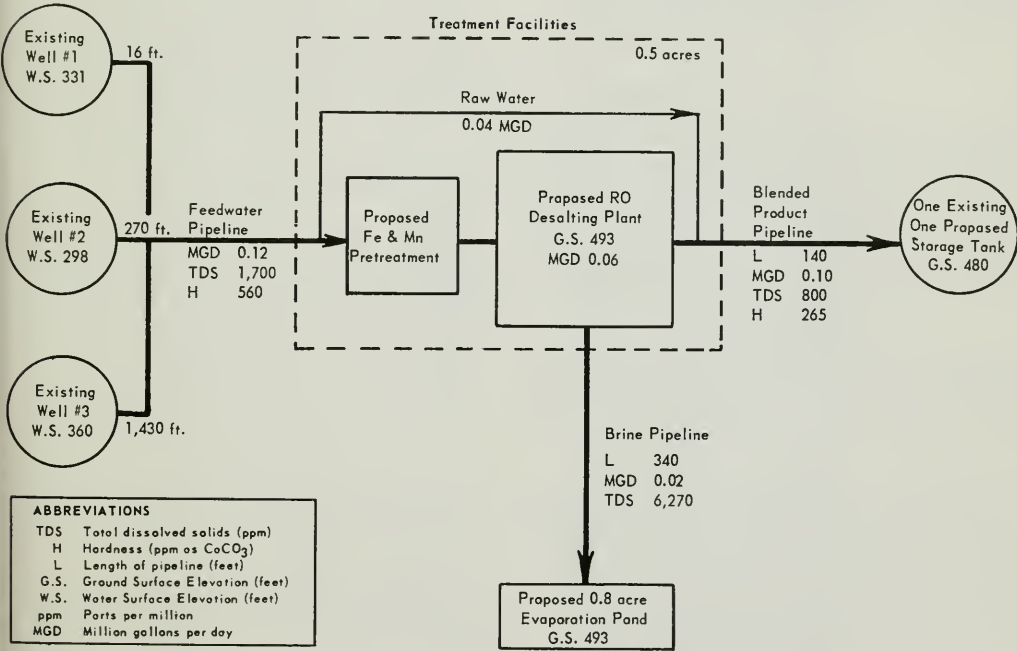 Treatment Facilities
0.5 acres
Existing
Well #1
W.S. 331
16 ft.
Raw Water
0.04 MGD
Existing
Well #2
W.S. 298
270 ft.
Feedwater
Pipeline
MGD 0.12
TDS 1,700
H 560
Proposed
Fe & Mn
Pretreatment
Proposed RO
Desalting Plant
G.S. 493
MGD 0.06
Blended
Product
Pipeline
L 140
MGD 0.10
TDS 800
H 265
One Existing
One Proposed
Storage Tank
G.S. 480
Existing
Well #3
W.S. 360
1,430 ft.
Brine Pipeline
L 340
MGD 0.02
TDS 6,270
Proposed 0.8 acre
Evaporation Pand
G.S. 493
ABBREVIATIONS
TDS Total dissolved solids (ppm)
H Hardness (ppm as CoCO3)
L Length of pipeline (feet)
G.S. Ground Surface Elevation (feet)
W.S. Water Surface Elevation (feet)
ppm Parts per million
MGD Million gallons per day